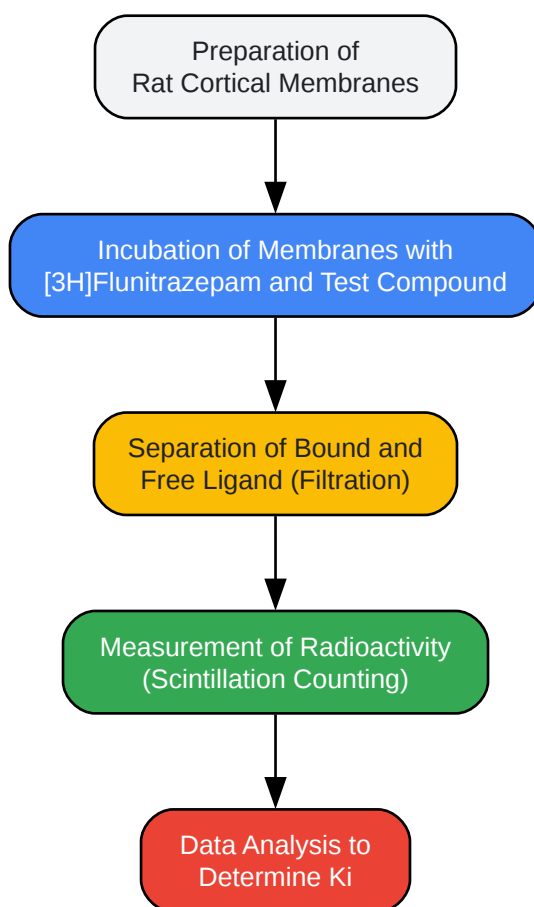 Preparation of
Rat Cortical Membranes
Incubation of Membranes with
[3H]Flunitrazepam and Test Compound
Separation of Bound and
Free Ligand (Filtration)
Measurement of Radioactivity
(Scintillation Counting)
Data Analysis to
Determine Ki